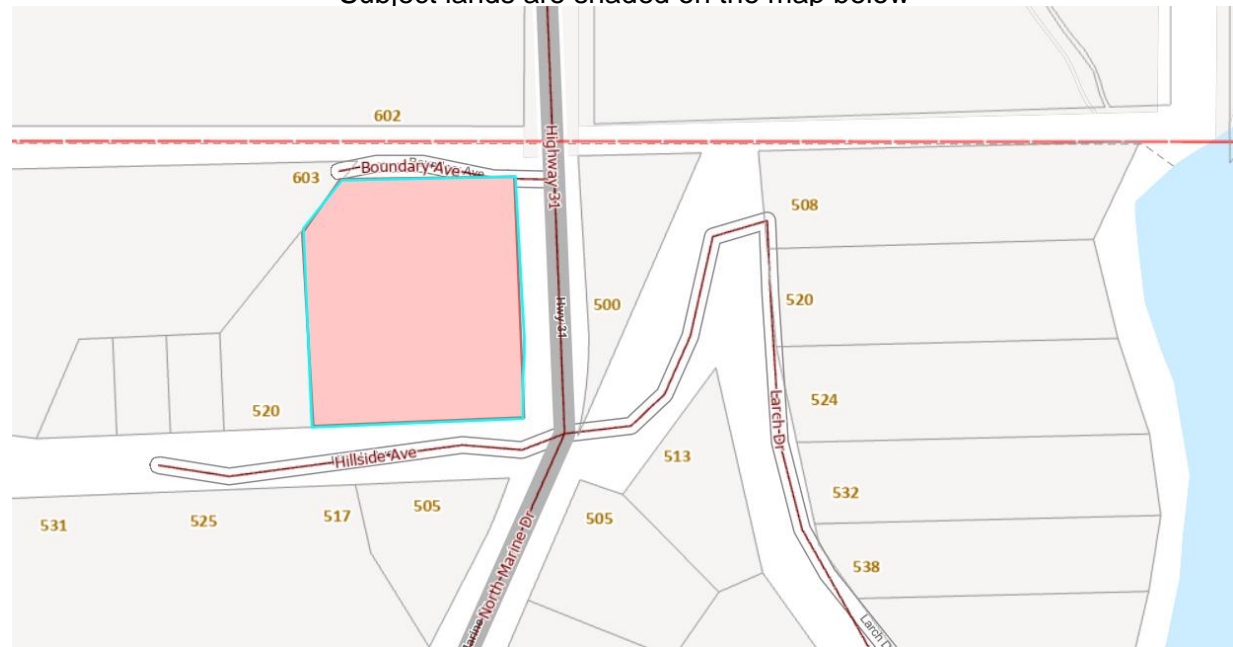 Subject lands are shaded on the map below
602
Highway 31
603
Boundary Ave
508
Hwy 31
500
520
524
Larch Dr
520
Hillside Ave
513
531
525
517
505
505
532
North Marine Dr
538
Larch D